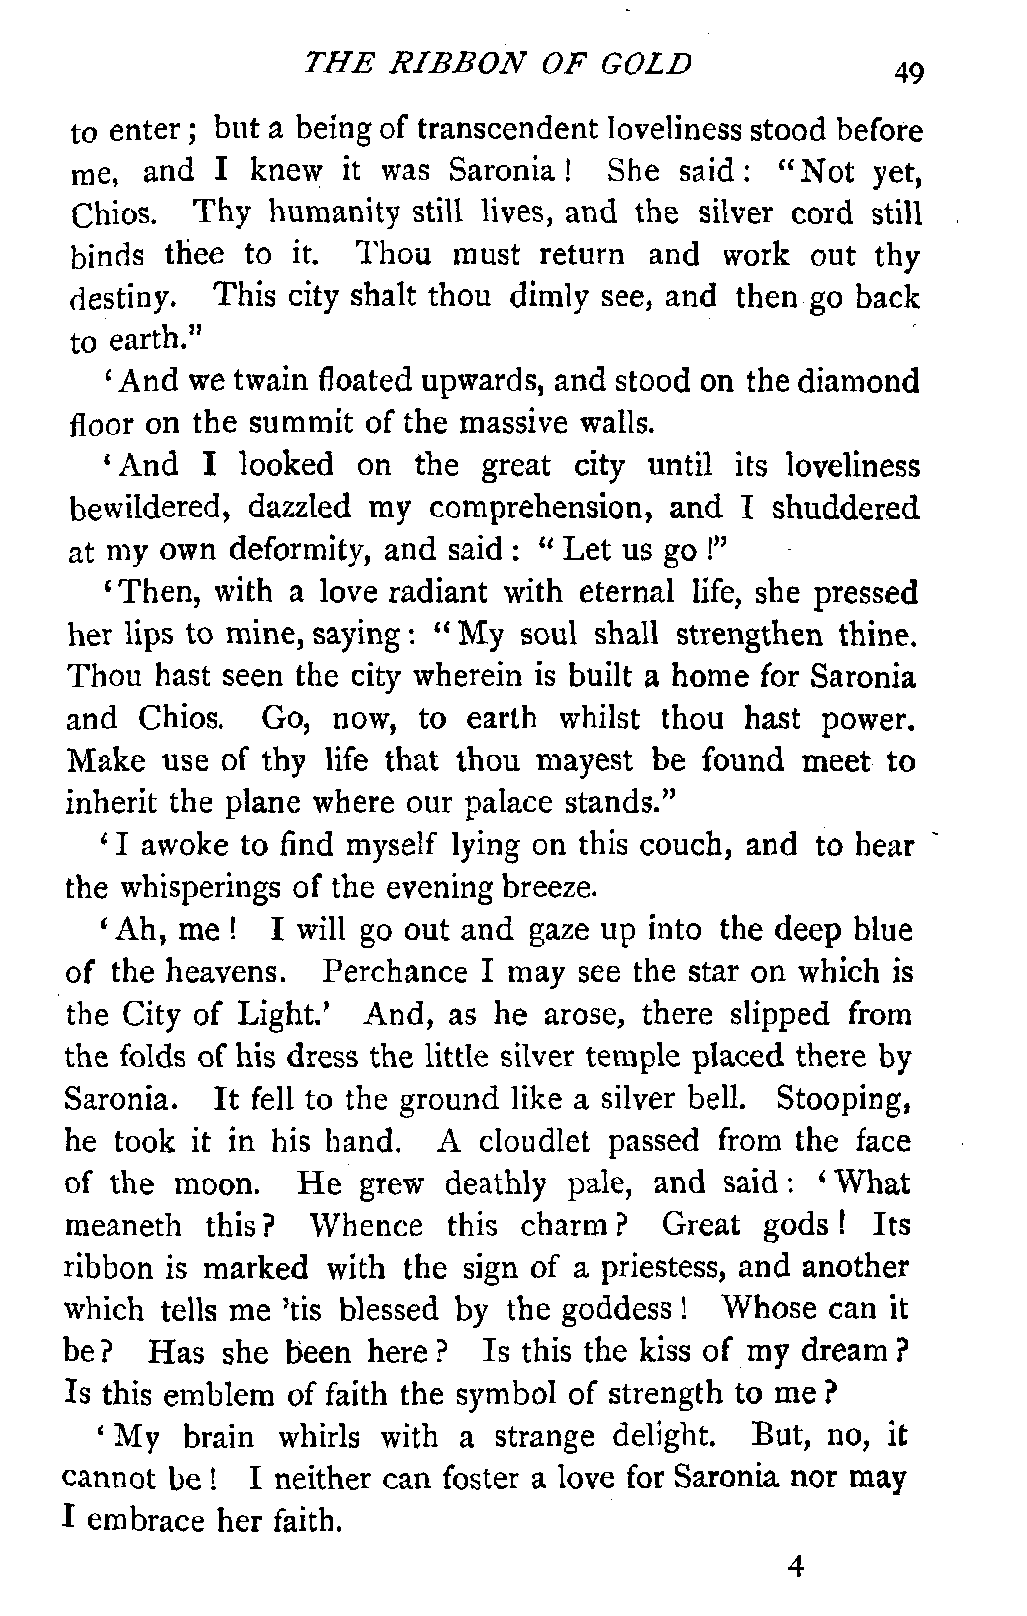 THE RIBBON OF GOLD 49
to enter; but a being of transcendent loveliness stood before
me, and I knew it was Saronia! She said: "Not yet,
Chios. Thy humanity still lives, and the silver cord still
binds thee to it. Thou must return and work out thy
destiny. This city shalt thou dimly see, and then go back
to earth."
'And we twain floated upwards, and stood on the diamond
floor on the summit of the massive walls.
'And I looked on the great city until its loveliness
bewildered, dazzled my comprehension, and I shuddered
at my own deformity, and said: "Let us go!"
'Then, with a love radiant with eternal life, she pressed
her lips to mine, saying: "My soul shall strengthen thine.
Thou hast seen the city wherein is built a home for Saronia
and Chios. Go, now, to earth whilst thou hast power.
Make use of thy life that thou mayest be found meet to
inherit the plane where our palace stands."
'I awoke to find myself lying on this couch, and to hear
the whisperings of the evening breeze.
'Ah, me! I will go out and gaze up into the deep blue
of the heavens. Perchance I may see the star on which is
the City of Light.' And, as he arose, there slipped from
the folds of his dress the little silver temple placed there by
Saronia. It fell to the ground like a silver bell. Stooping,
he took it in his hand. A cloudlet passed from the face
of the moon. He grew deathly pale, and said: 'What
meaneth this? Whence this charm? Great gods! Its
ribbon is marked with the sign of a priestess, and another
which tells me 'tis blessed by the goddess! Whose can it
be? Has she been here? Is this the kiss of my dream?
Is this emblem of faith the symbol of strength to me?
'My brain whirls with a strange delight. But, no, it
cannot be! I neither can foster a love for Saronia nor may
I embrace her faith.
4